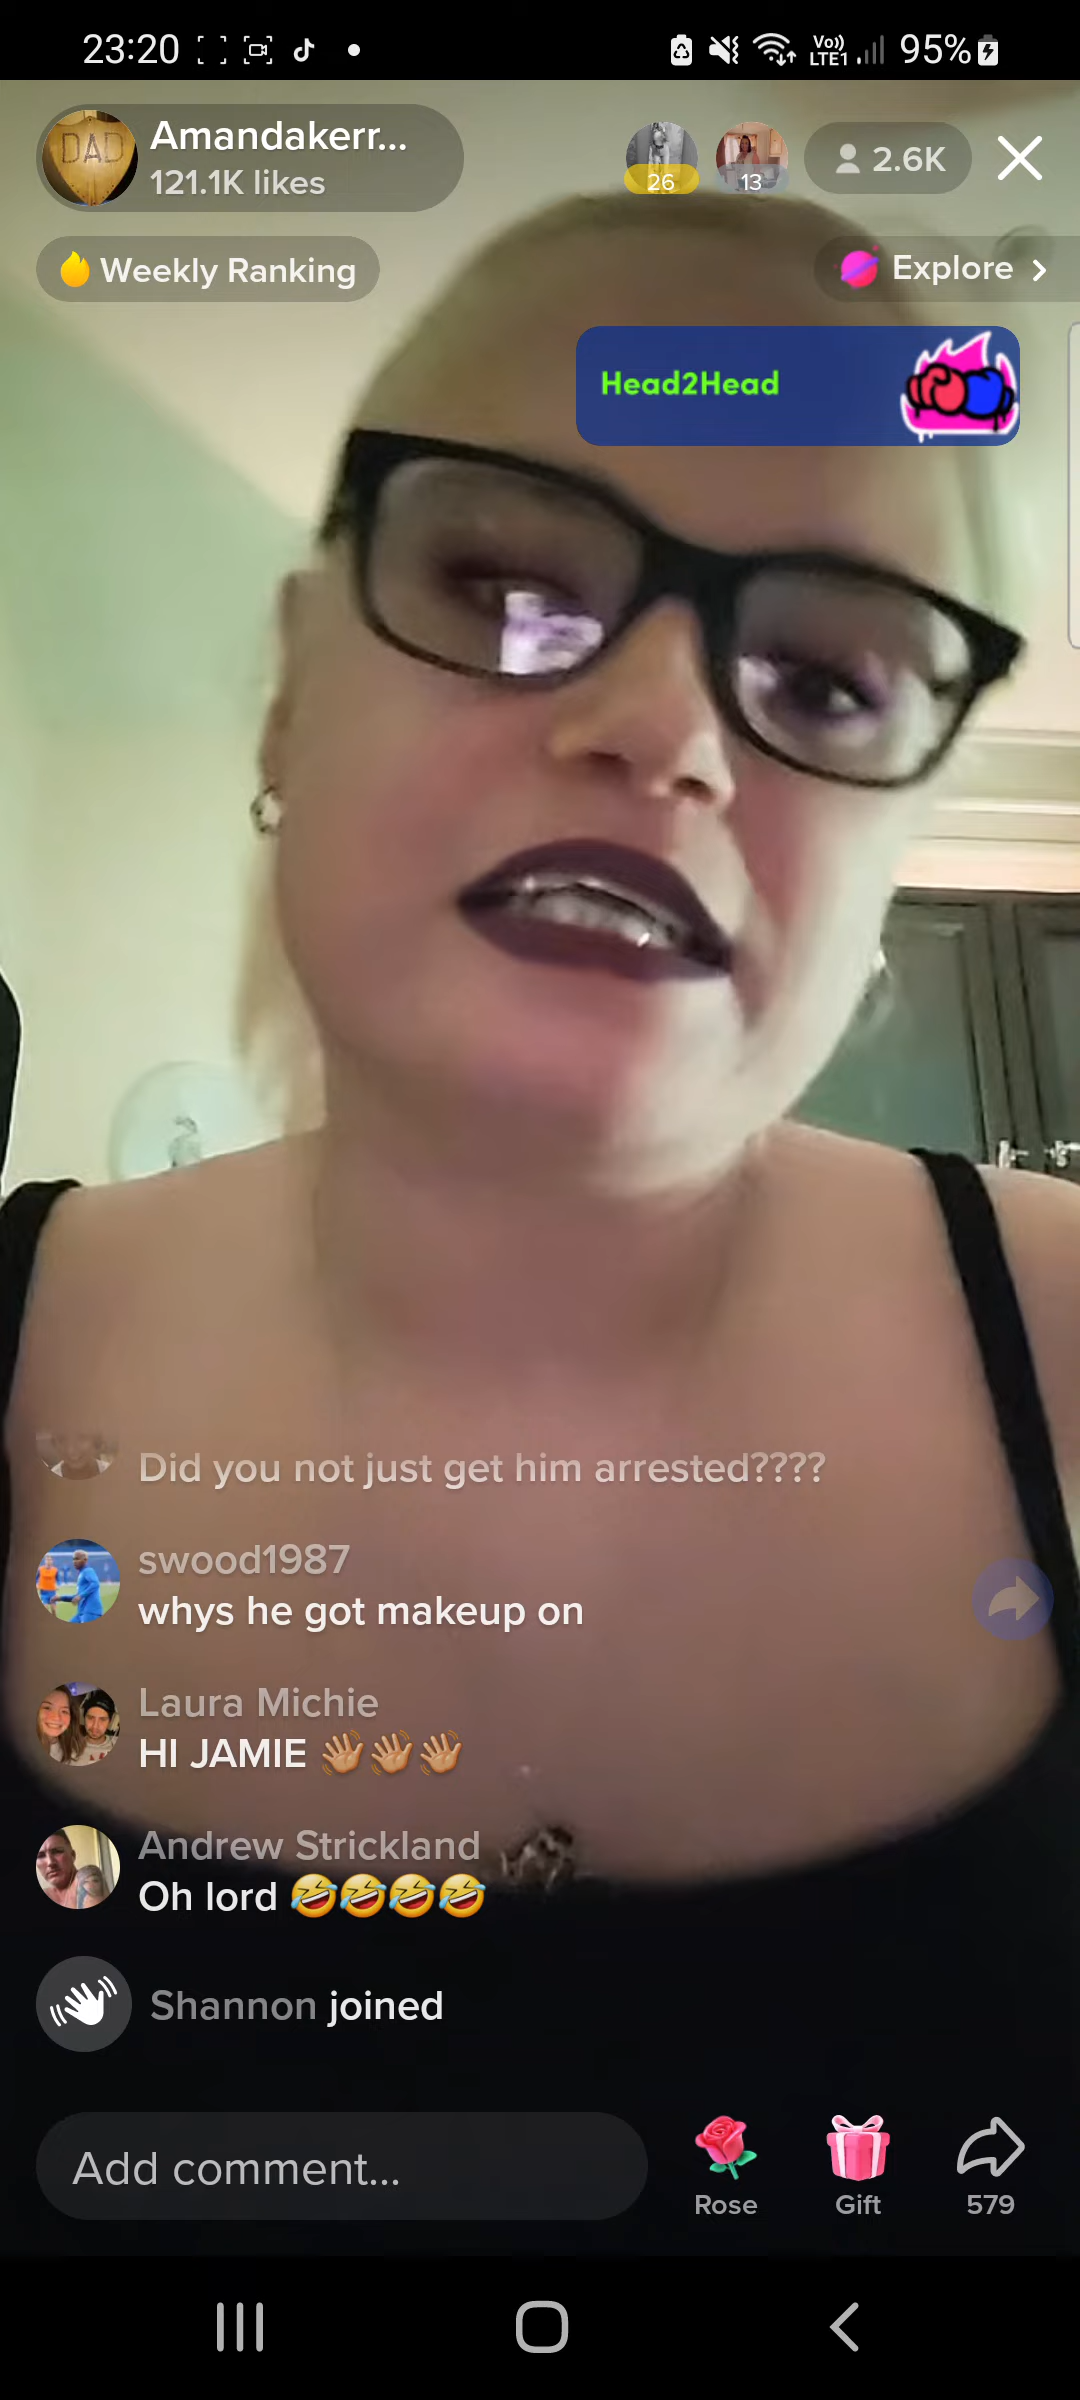 23:20
Vo))
LTE1
95%
DAD
Amandakerr...
121.1K likes
26
13
2.6K
Weekly Ranking
Explore
Head2Head
Did you not just get him arrested????
swood1987
whys he got makeup on
Laura Michie
HI JAMIE 👋🏼👋🏼👋🏼
Andrew Strickland
Oh lord 🤣🤣🤣🤣
Shannon joined
Add comment...
Rose
Gift
579